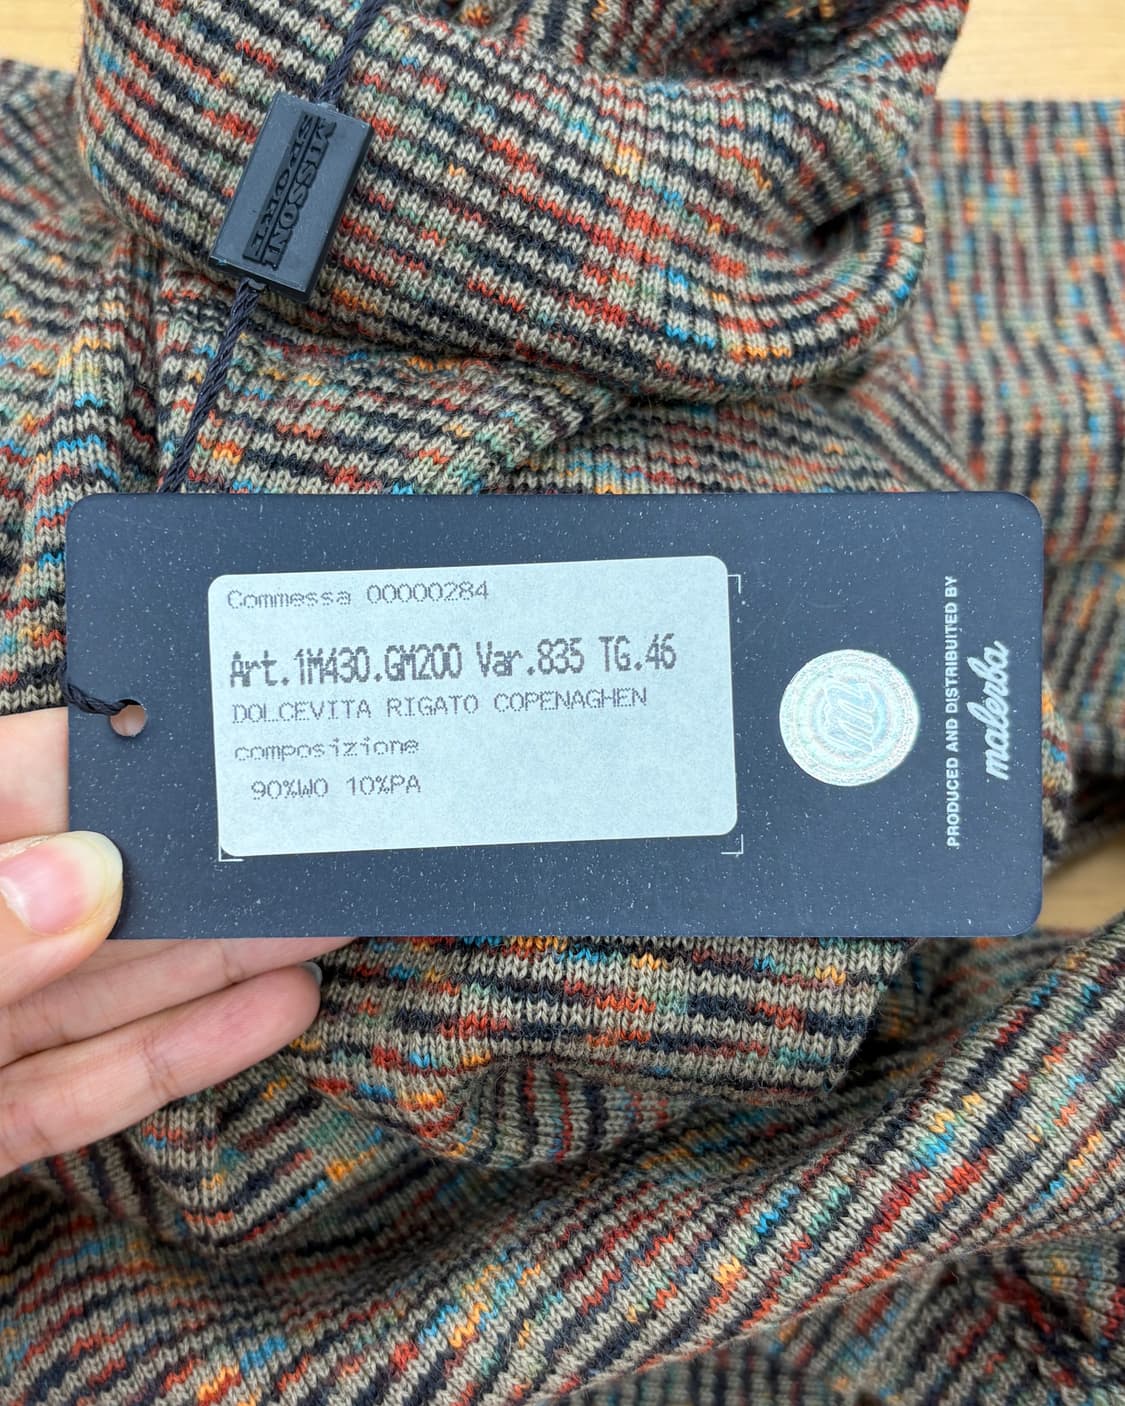 MISSONI
SPORT
Commessa 00000284
Art.1M430.GM200 Var.835 TG.46
DOLCEVITA RIGATO COPENAGHEN
composizione
90%WO 10%PA
m
PRODUCED AND DISTRIBUITED BY
malerba